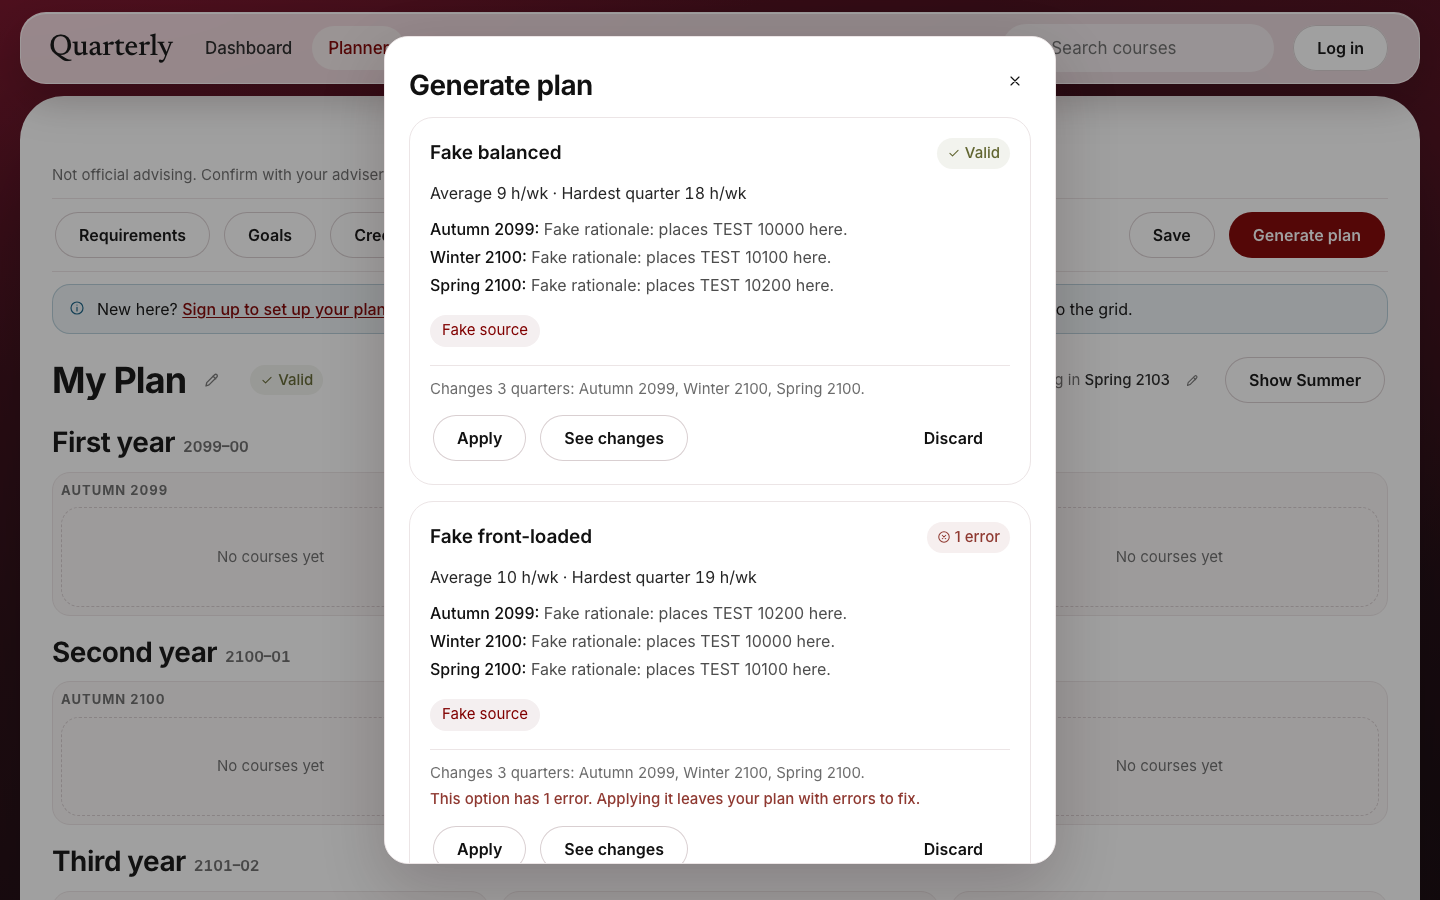 Quarterly Dashboard Planner Search courses Log in
Generate plan
Fake balanced Valid
Not official advising. Confirm with your adviser
Average 9 h/wk · Hardest quarter 18 h/wk
Autumn 2099: Fake rationale: places TEST 10000 here.
Requirements Goals Save Generate plan
Winter 2100: Fake rationale: places TEST 10100 here.
Spring 2100: Fake rationale: places TEST 10200 here.
New here? Sign up to set up your plan o the grid.
Fake source
My Plan Valid g in Spring 2103 Show Summer
Changes 3 quarters: Autumn 2099, Winter 2100, Spring 2100.
Apply See changes Discard
First year 2099–00
AUTUMN 2099
Fake front-loaded 1 error
No courses yet No courses yet
Average 10 h/wk · Hardest quarter 19 h/wk
Autumn 2099: Fake rationale: places TEST 10200 here.
Winter 2100: Fake rationale: places TEST 10000 here.
Second year 2100–01
Spring 2100: Fake rationale: places TEST 10100 here.
AUTUMN 2100
Fake source
No courses yet No courses yet
Changes 3 quarters: Autumn 2099, Winter 2100, Spring 2100.
This option has 1 error. Applying it leaves your plan with errors to fix.
Apply See changes Discard
Third year 2101–02